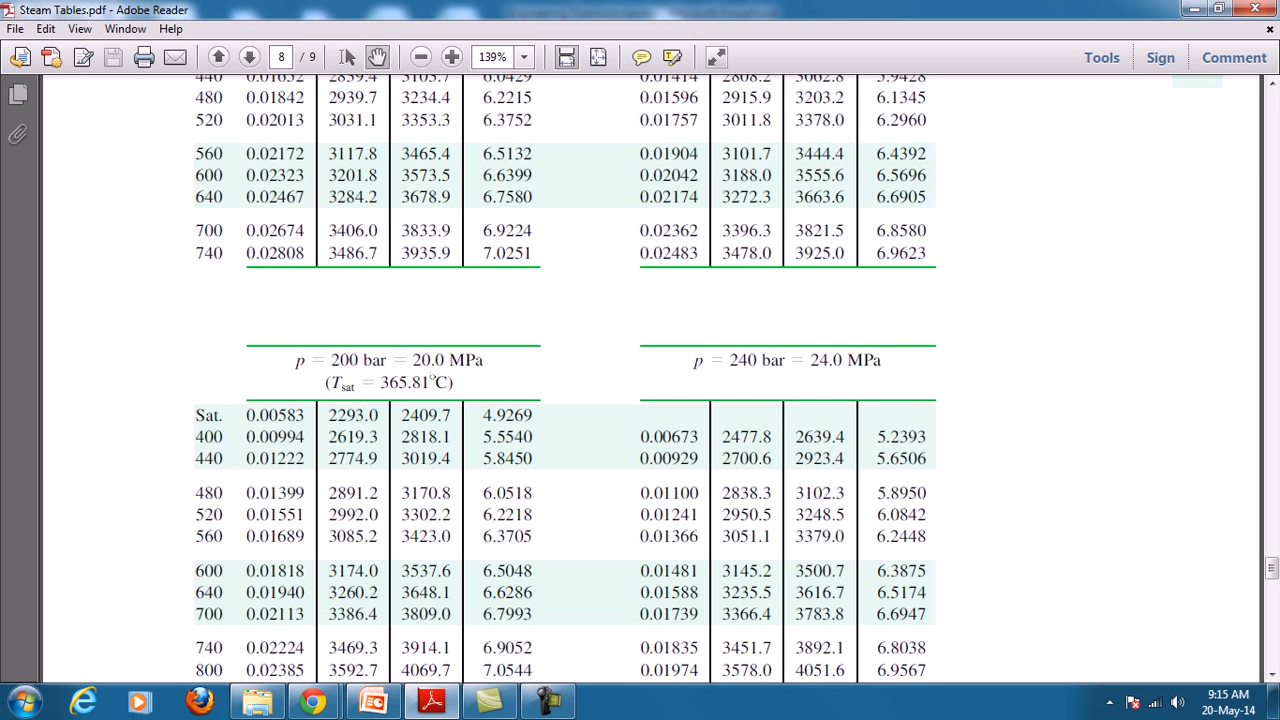 Steam Tables.pdf - Adobe Reader
File Edit View Window Help
8 / 9 139% Tools Sign Comment
440 0.01652 2839.4 3103.7 6.0429 0.01414 2808.2 3062.8 5.9428
480 0.01842 2939.7 3234.4 6.2215 0.01596 2915.9 3203.2 6.1345
520 0.02013 3031.1 3353.3 6.3752 0.01757 3011.8 3378.0 6.2960
560 0.02172 3117.8 3465.4 6.5132 0.01904 3101.7 3444.4 6.4392
600 0.02323 3201.8 3573.5 6.6399 0.02042 3188.0 3555.6 6.5696
640 0.02467 3284.2 3678.9 6.7580 0.02174 3272.3 3663.6 6.6905
700 0.02674 3406.0 3833.9 6.9224 0.02362 3396.3 3821.5 6.8580
740 0.02808 3486.7 3935.9 7.0251 0.02483 3478.0 3925.0 6.9623
p = 200 bar = 20.0 MPa p = 240 bar = 24.0 MPa
(Tsat = 365.81°C)
Sat. 0.00583 2293.0 2409.7 4.9269
400 0.00994 2619.3 2818.1 5.5540 0.00673 2477.8 2639.4 5.2393
440 0.01222 2774.9 3019.4 5.8450 0.00929 2700.6 2923.4 5.6506
480 0.01399 2891.2 3170.8 6.0518 0.01100 2838.3 3102.3 5.8950
520 0.01551 2992.0 3302.2 6.2218 0.01241 2950.5 3248.5 6.0842
560 0.01689 3085.2 3423.0 6.3705 0.01366 3051.1 3379.0 6.2448
600 0.01818 3174.0 3537.6 6.5048 0.01481 3145.2 3500.7 6.3875
640 0.01940 3260.2 3648.1 6.6286 0.01588 3235.5 3616.7 6.5174
700 0.02113 3386.4 3809.0 6.7993 0.01739 3366.4 3783.8 6.6947
740 0.02224 3469.3 3914.1 6.9052 0.01835 3451.7 3892.1 6.8038
800 0.02385 3592.7 4069.7 7.0544 0.01974 3578.0 4051.6 6.9567
9:15 AM
20-May-14